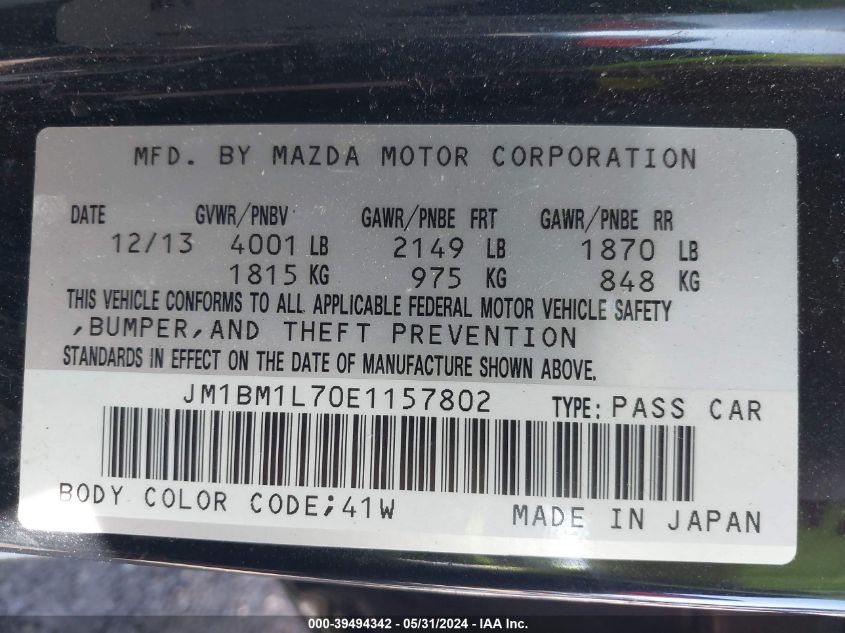 MFD. BY MAZDA MOTOR CORPORATION
DATE GVWR/PNBV GAWR/PNBE FRT GAWR/PNBE RR
12/13 4001 LB 2149 LB 1870 LB
1815 KG 975 KG 848 KG
THIS VEHICLE CONFORMS TO ALL APPLICABLE FEDERAL MOTOR VEHICLE SAFETY
,BUMPER,AND THEFT PREVENTION
STANDARDS IN EFFECT ON THE DATE OF MANUFACTURE SHOWN ABOVE.
JM1BM1L70E1157802 TYPE: PASS CAR
BODY COLOR CODE;41W MADE IN JAPAN
000-39494342 - 05/31/2024 - IAA Inc.